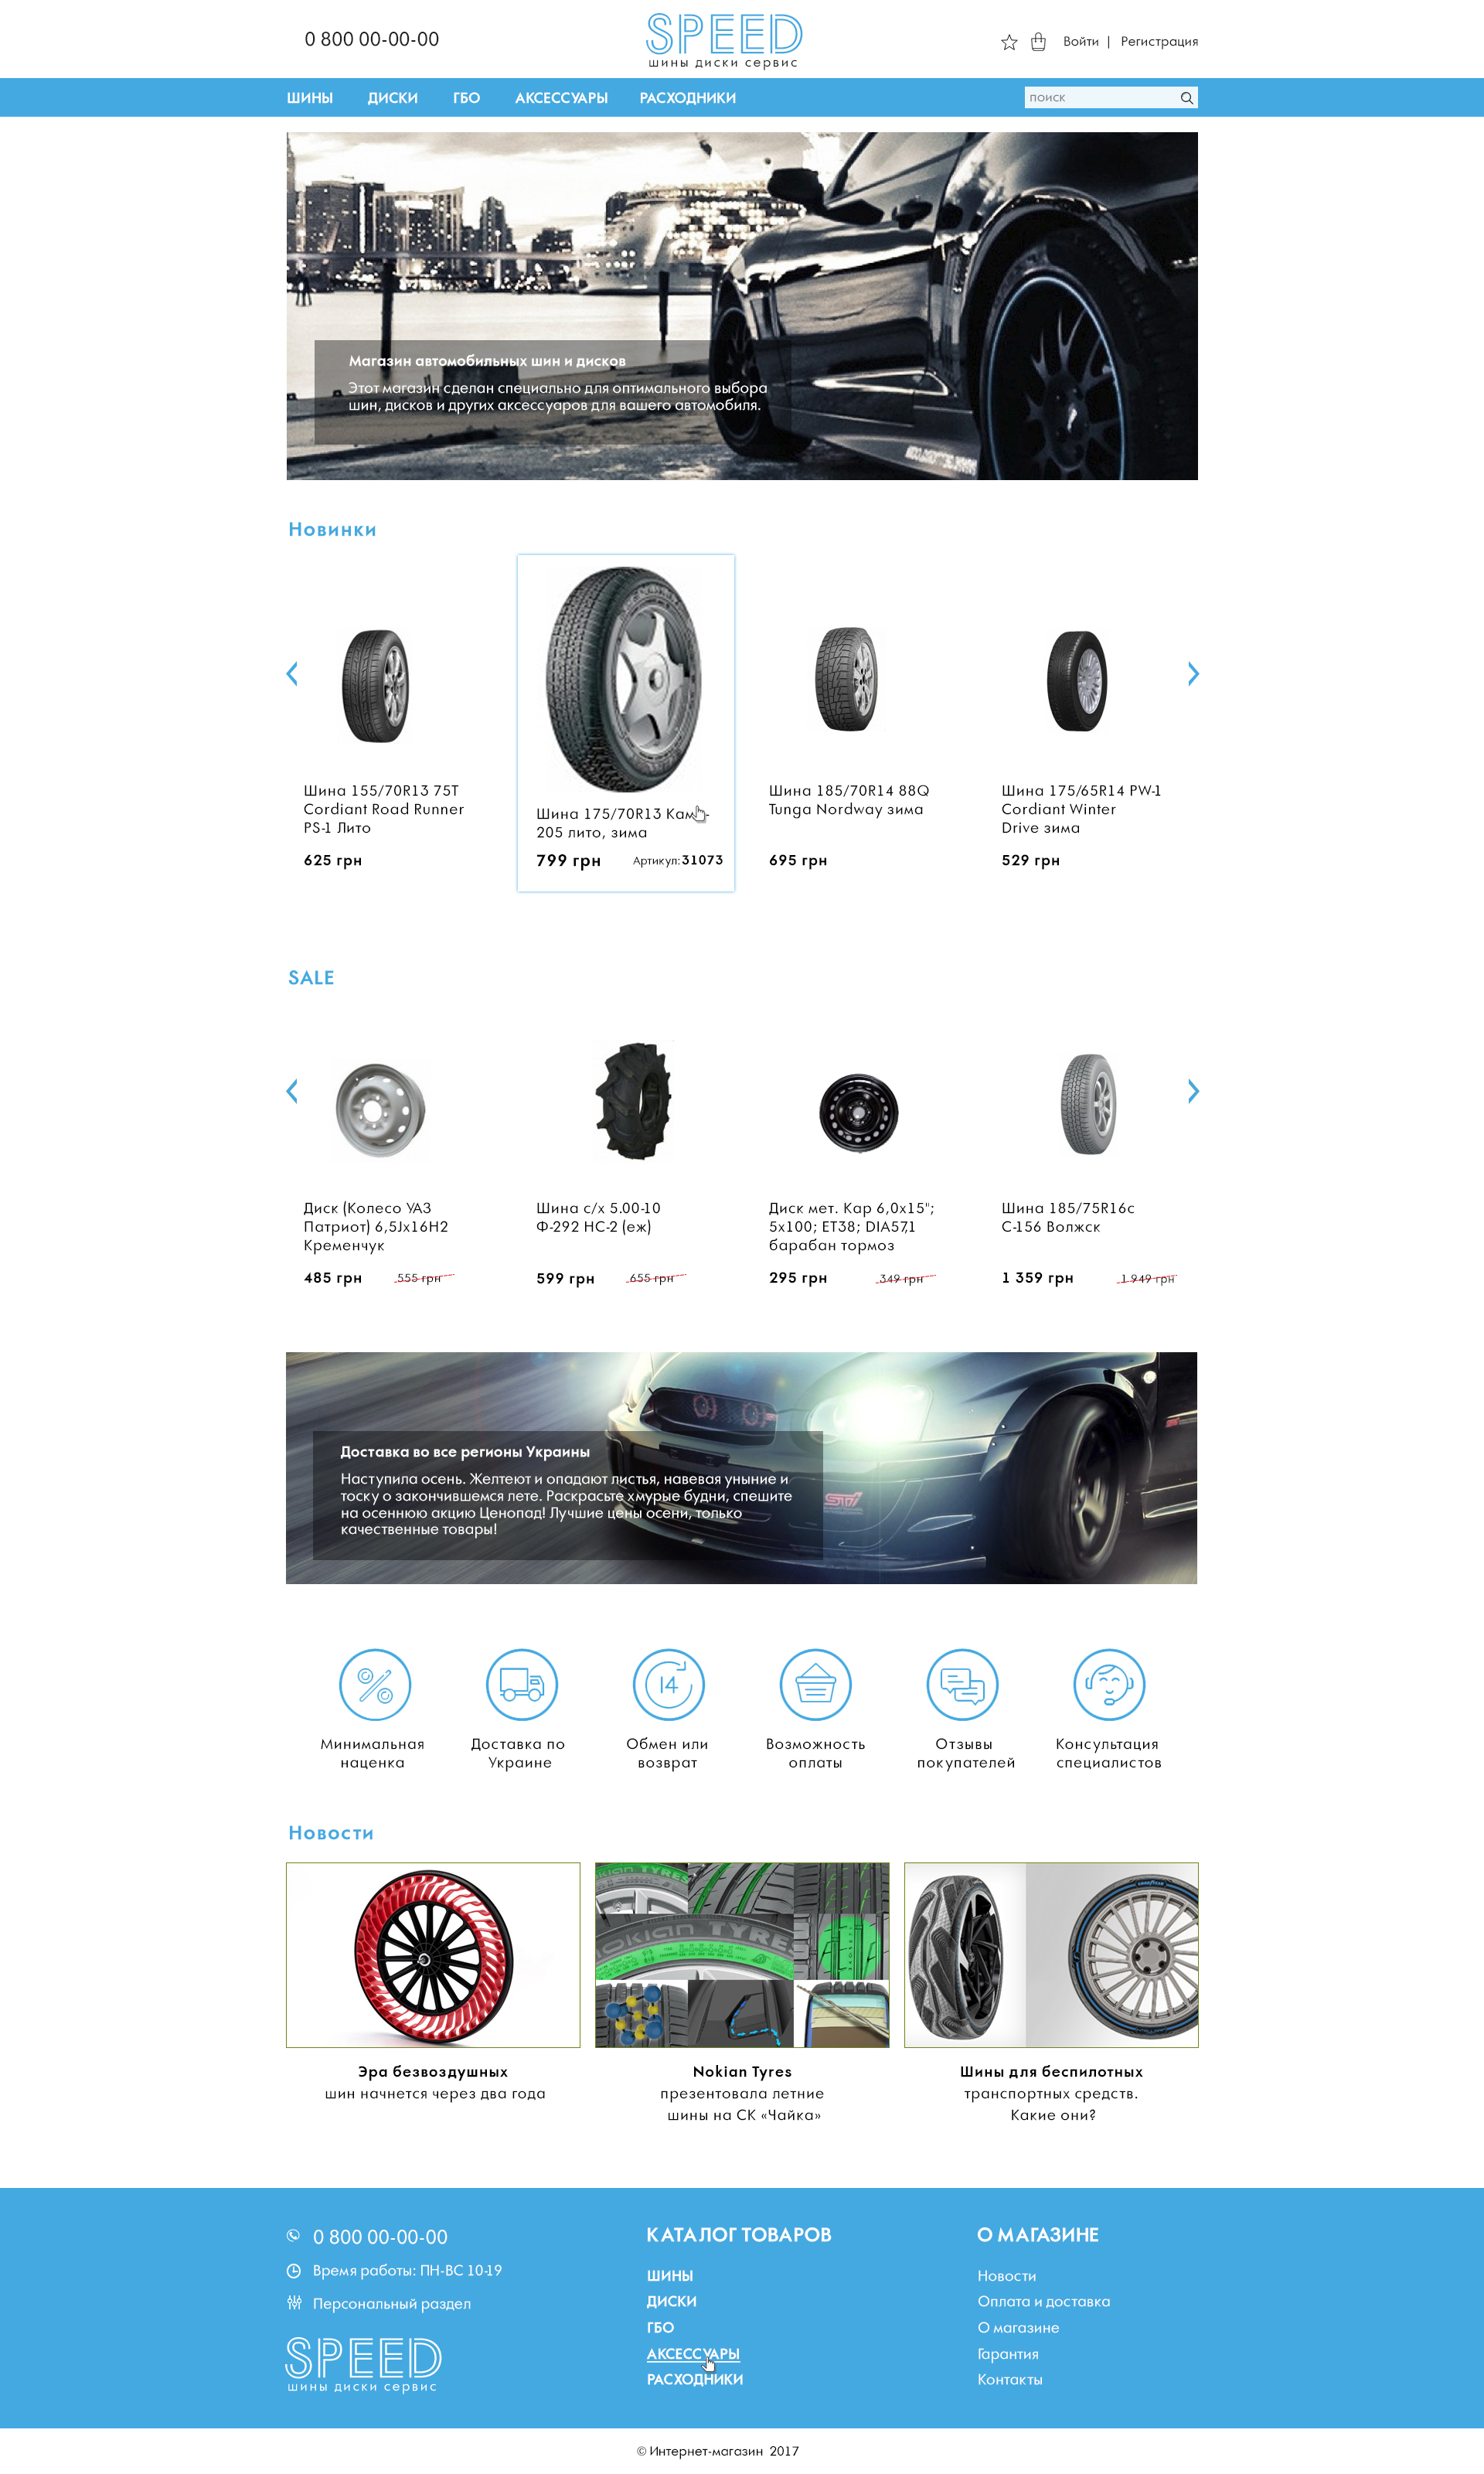 0 800 00-00-00
SPEED
шины диски сервис
Войти | Регистрация
ШИНЫ ДИСКИ ГБО АКСЕССУАРЫ РАСХОДНИКИ
поиск
Магазин автомобильных шин и дисков
Этот магазин сделан специально для оптимального выбора
шин, дисков и других аксессуаров для вашего автомобиля.
Новинки
Шина 155/70R13 75T
Cordiant Road Runner
PS-1 Лито
625 грн
Шина 175/70R13 Кам -
205 лито, зима
799 грн Артикул:31073
Шина 185/70R14 88Q
Tunga Nordway зима
695 грн
Шина 175/65R14 PW-1
Cordiant Winter
Drive зима
529 грн
SALE
Диск (Колесо УАЗ
Патриот) 6,5Jx16H2
Кременчук
485 грн 555 грн
Шина с/х 5.00-10
Ф-292 НС-2 (еж)
599 грн 655 грн
Диск мет. Кар 6,0x15";
5x100; ET38; DIA57,1
барабан тормоз
295 грн 349 грн
Шина 185/75R16c
С-156 Волжск
1 359 грн 1 949 грн
Доставка во все регионы Украины
Наступила осень. Желтеют и опадают листья, навевая уныние и
тоску о закончившемся лете. Раскрасьте хмурые будни, спешите
на осеннюю акцию Ценопад! Лучшие цены осени, только
качественные товары!
STI
14
Минимальная
наценка
Доставка по
Украине
Обмен или
возврат
Возможность
оплаты
Отзывы
покупателей
Консультация
специалистов
Новости
NOKIAN TYRES
Эра безвоздушных
шин начнется через два года
Nokian Tyres
презентовала летние
шины на СК «Чайка»
Шины для беспилотных
транспортных средств.
Какие они?
0 800 00-00-00
Время работы: ПН-ВС 10-19
Персональный раздел
SPEED
шины диски сервис
КАТАЛОГ ТОВАРОВ
ШИНЫ
ДИСКИ
ГБО
АКСЕССУАРЫ
РАСХОДНИКИ
О МАГАЗИНЕ
Новости
Оплата и доставка
О магазине
Гарантия
Контакты
© Интернет-магазин 2017